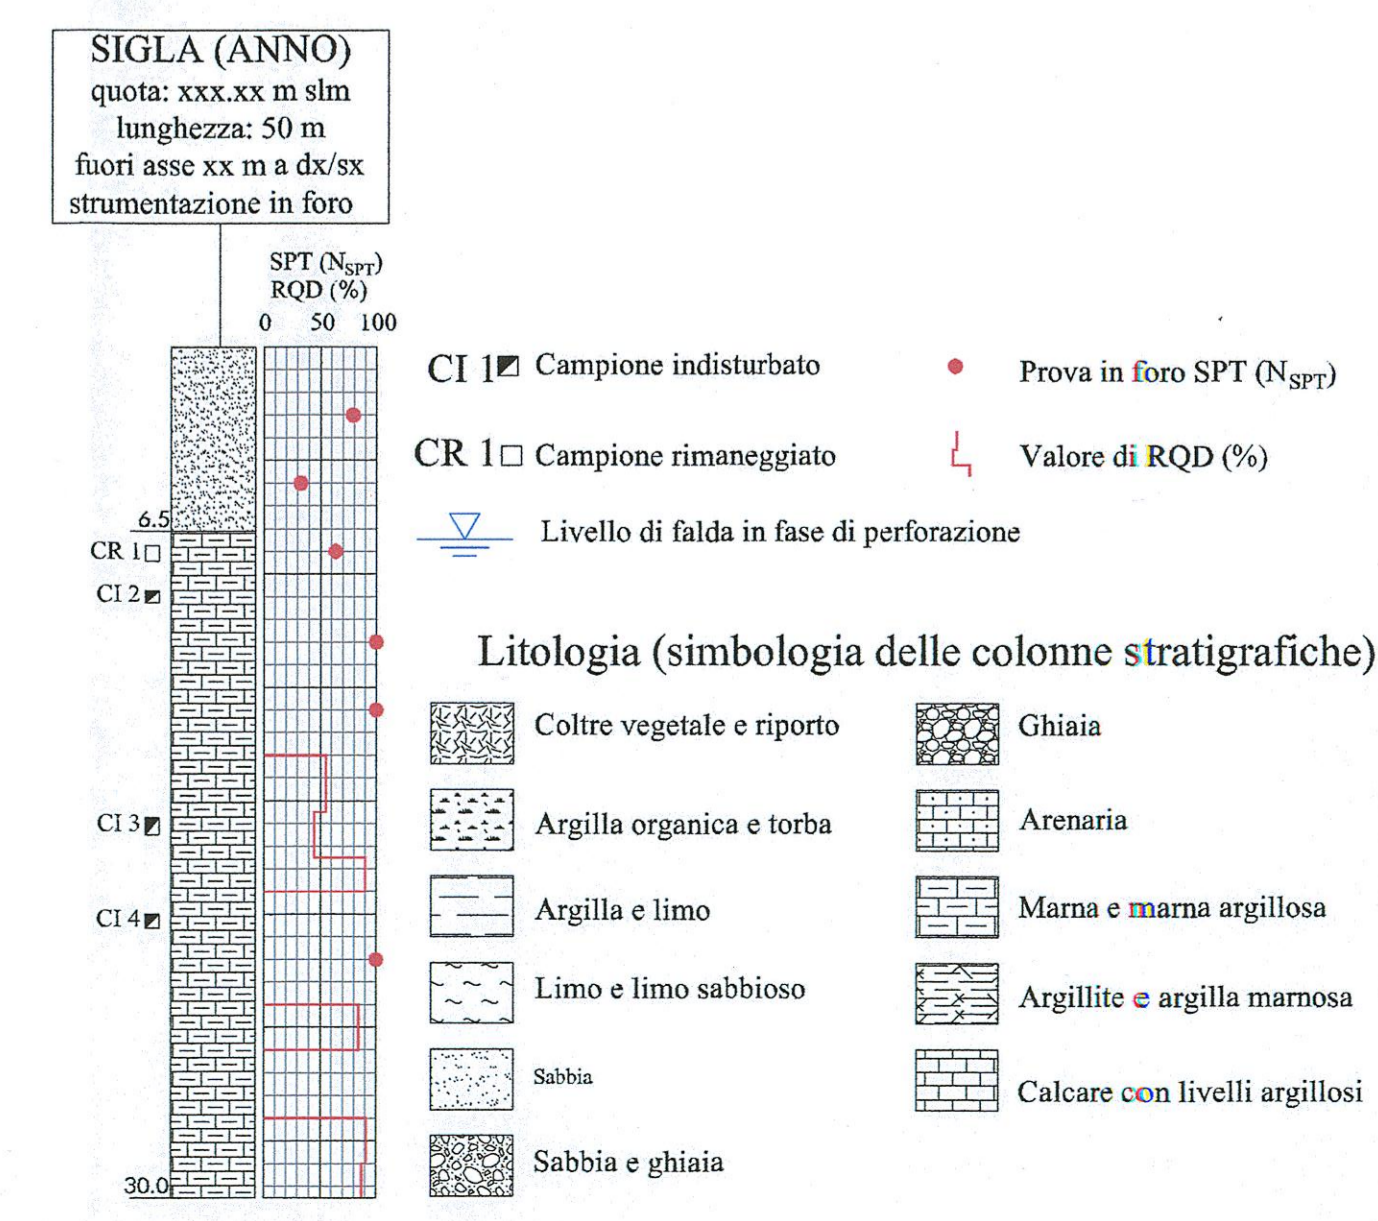 SIGLA (ANNO)
quota: xxx.xx m slm
lunghezza: 50 m
fuori asse xx m a dx/sx
strumentazione in foro
SPT (NSPT)
RQD (%)
0 50 100
6.5
CR 1
CI 2
CI 3
CI 4
30.0
CI 1 Campione indisturbato
CR 1 Campione rimaneggiato
Livello di falda in fase di perforazione
Prova in foro SPT (NSPT)
Valore di RQD (%)
Litologia (simbologia delle colonne stratigrafiche)
Coltre vegetale e riporto
Argilla organica e torba
Argilla e limo
Limo e limo sabbioso
Sabbia
Sabbia e ghiaia
Ghiaia
Arenaria
Marna e marna argillosa
Argillite e argilla marnosa
Calcare con livelli argillosi